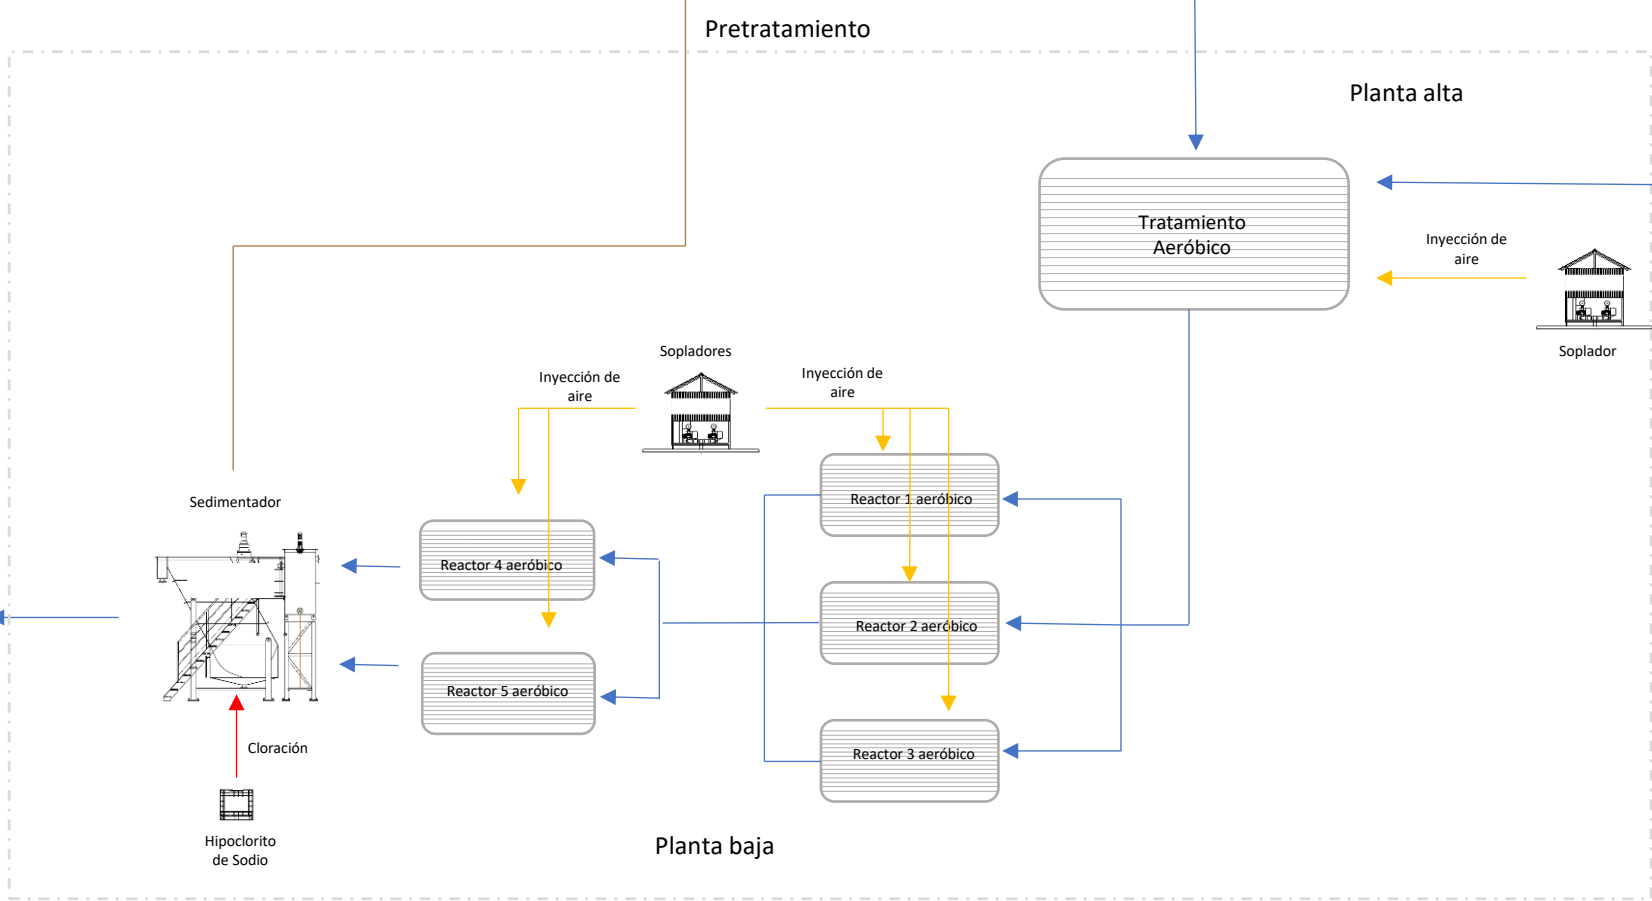 Pretratamiento
Planta alta
Tratamiento
Aeróbico
Inyección de
aire
Soplador
Sopladores
Inyección de
aire
Inyección de
aire
Reactor 1 aeróbico
Sedimentador
Reactor 4 aeróbico
Reactor 2 aeróbico
Reactor 5 aeróbico
Reactor 3 aeróbico
Cloración
Hipoclorito
de Sodio
Planta baja